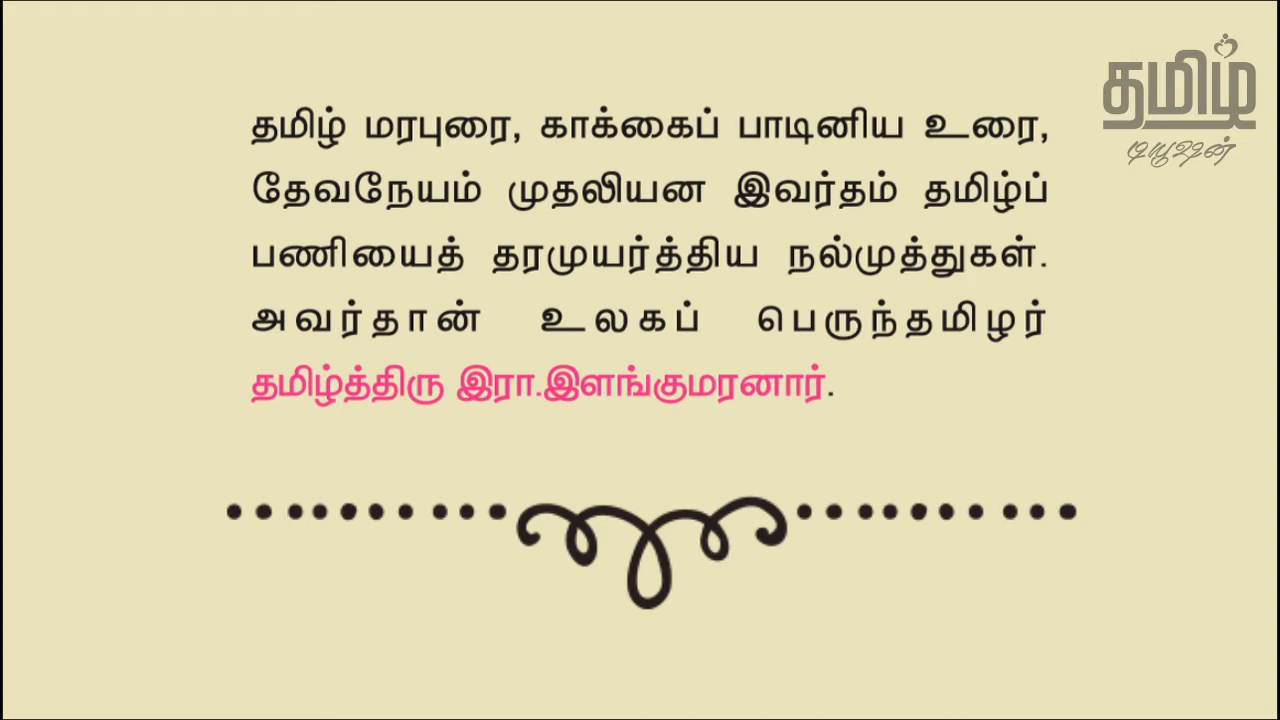 தமிழ் மரபுரை, காக்கைப் பாடினிய உரை,
தேவநேயம் முதலியன இவர்தம் தமிழ்ப்
பணியைத் தரமுயர்த்திய நல்முத்துகள்.
அவர்தான் உலகப் பெருந்தமிழர்
தமிழ்த்திரு இரா.இளங்குமரனார்.
தமிழ்
டியூஷன்